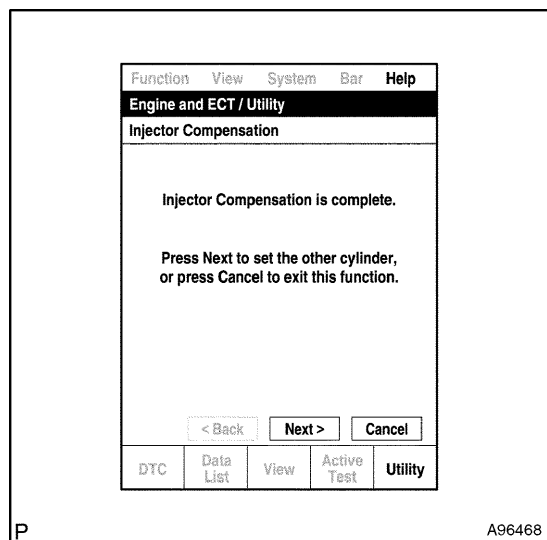 Function View System Bar Help
Engine and ECT / Utility
Injector Compensation
Injector Compensation is complete.
Press Next to set the other cylinder,
or press Cancel to exit this function.
< Back Next > Cancel
DTC Data List View Active Test Utility
P A96468